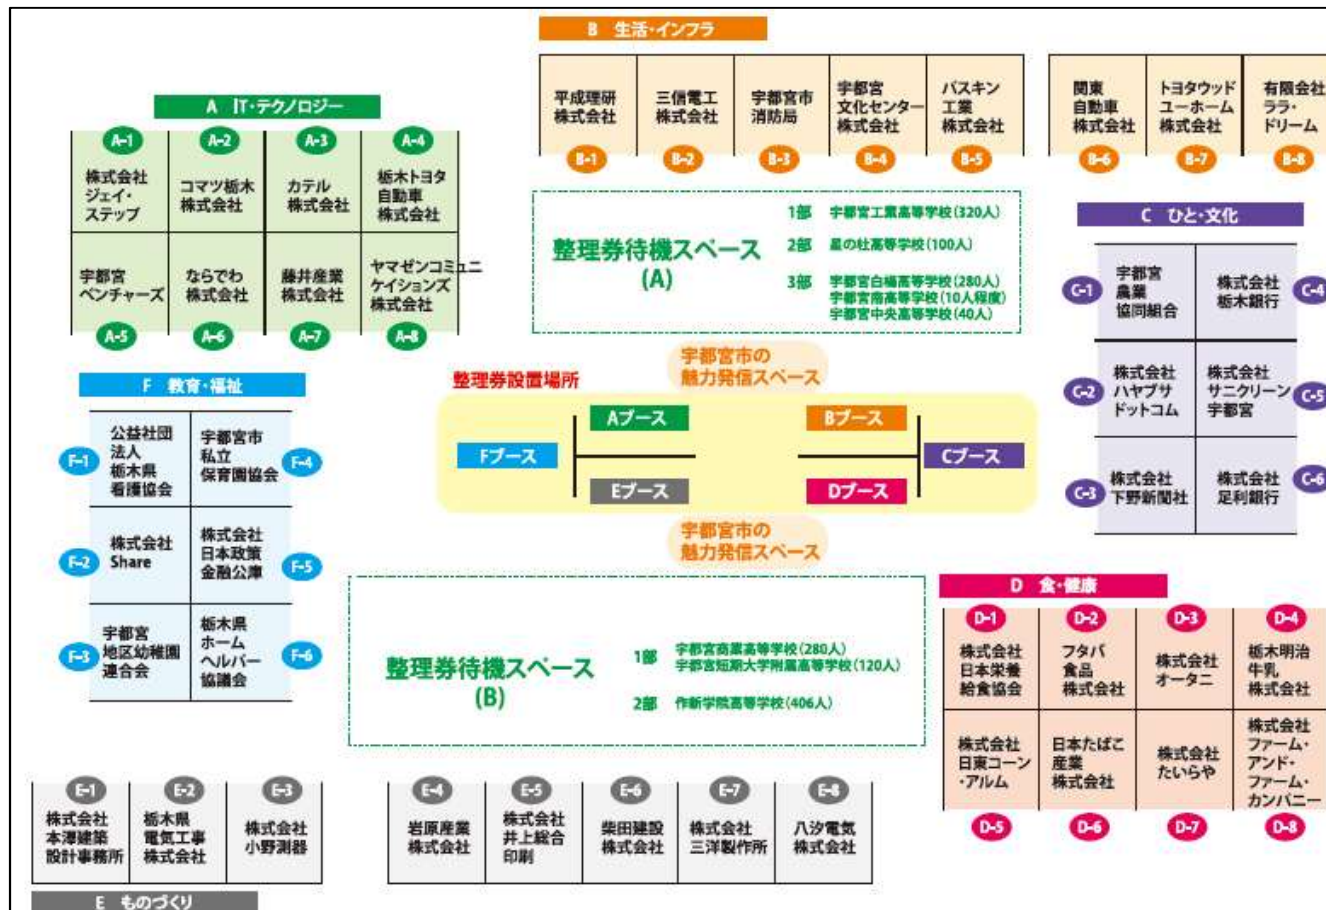 B 生活・インフラ
平成理研
株式会社
三信電工
株式会社
宇都宮市
消防局
宇都宮
文化センター
株式会社
バスキン
工業
株式会社
関東
自動車
株式会社
トヨタウッド
ユーホーム
株式会社
有限会社
ララ・
ドリーム
B-1
B-2
B-3
B-4
B-5
B-6
B-7
B-8
A IT・テクノロジー
A-1
A-2
A-3
A-4
株式会社
ジェイ・
ステップ
コマツ栃木
株式会社
カテル
株式会社
栃木トヨタ
自動車
株式会社
宇都宮
ベンチャーズ
ならでわ
株式会社
藤井産業
株式会社
ヤマゼンコミュニ
ケイションズ
株式会社
A-5
A-6
A-7
A-8
整理券待機スペース
(A)
1部 宇都宮工業高等学校(320人)
2部 星の杜高等学校(100人)
3部 宇都宮白楊高等学校(280人)
宇都宮南高等学校(10人程度)
宇都宮中央高等学校(40人)
C ひと・文化
C-1
宇都宮
農業
協同組合
株式会社
栃木銀行
C-4
C-2
株式会社
ハヤブサ
ドットコム
株式会社
サニクリーン
宇都宮
C-5
C-3
株式会社
下野新聞社
株式会社
足利銀行
C-6
宇都宮市の
魅力発信スペース
整理券設置場所
Aブース
Bブース
Fブース
Cブース
Eブース
Dブース
宇都宮市の
魅力発信スペース
F 教育・福祉
F-1
公益社団
法人
栃木県
看護協会
宇都宮市
私立
保育園協会
F-4
F-2
株式会社
Share
株式会社
日本政策
金融公庫
F-5
F-3
宇都宮
地区幼稚園
連合会
栃木県
ホーム
ヘルパー
協議会
F-6
整理券待機スペース
(B)
1部 宇都宮商業高等学校(280人)
宇都宮短期大学附属高等学校(120人)
2部 作新学院高等学校(406人)
D 食・健康
D-1
D-2
D-3
D-4
株式会社
日本栄養
給食協会
フタバ
食品
株式会社
株式会社
オータニ
栃木明治
牛乳
株式会社
株式会社
日東コーン
・アルム
日本たばこ
産業
株式会社
株式会社
たいらや
株式会社
ファーム・
アンド・
ファーム・
カンパニー
D-5
D-6
D-7
D-8
E-1
E-2
E-3
E-4
E-5
E-6
E-7
E-8
株式会社
本澤建築
設計事務所
栃木県
電気工事
株式会社
株式会社
小野測器
岩原産業
株式会社
株式会社
井上総合
印刷
柴田建設
株式会社
株式会社
三洋製作所
八汐電気
株式会社
E ものづくり